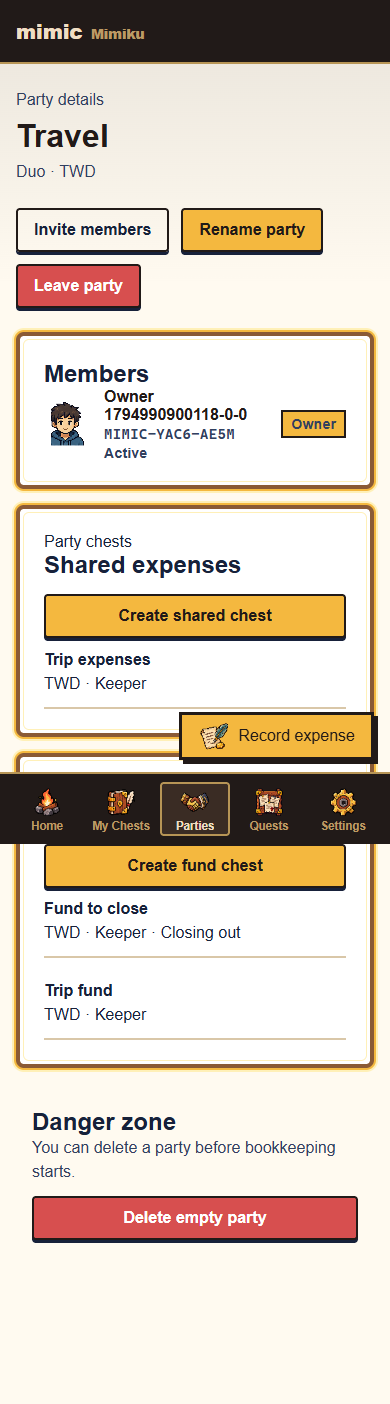 mimic Mimiku
Party details
Travel
Duo · TWD
Invite members
Rename party
Leave party
Members
Owner
1794990900118-0-0
MIMIC-YAC6-AE5M
Active
Owner
Party chests
Shared expenses
Create shared chest
Trip expenses
TWD · Keeper
Record expense
Home
My Chests
Parties
Quests
Settings
Create fund chest
Fund to close
TWD · Keeper · Closing out
Trip fund
TWD · Keeper
Danger zone
You can delete a party before bookkeeping
starts.
Delete empty party